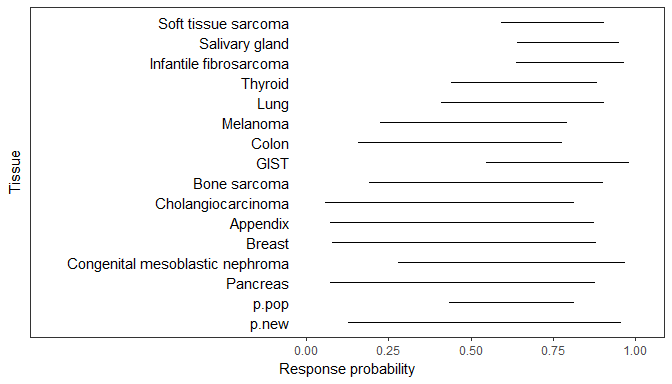 Soft tissue sarcoma
Salivary gland
Infantile fibrosarcoma
Thyroid
Lung
Melanoma
Colon
GIST
Bone sarcoma
Cholangiocarcinoma
Appendix
Breast
Congenital mesoblastic nephroma
Pancreas
p.pop
p.new
Tissue
0.00 0.25 0.50 0.75 1.00
Response probability